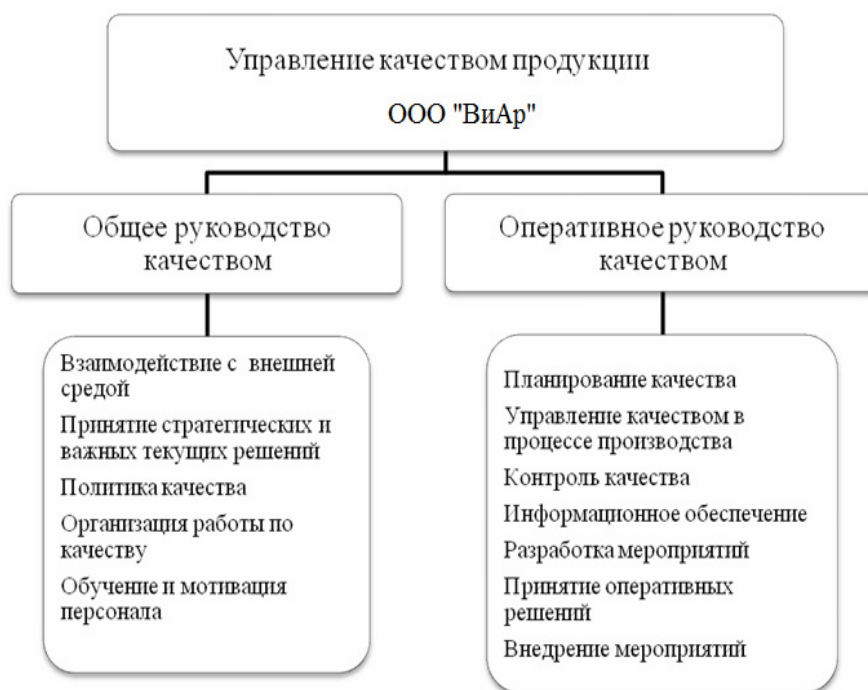 Управление качеством продукции
ООО "ВиАр"
Общее руководство
качеством
Оперативное руководство
качеством
Взаимодействие с внешней
средой
Принятие стратегических и
важных текущих решений
Политика качества
Организация работы по
качеству
Обучение и мотивация
персонала
Планирование качества
Управление качеством в
процессе производства
Контроль качества
Информационное обеспечение
Разработка мероприятий
Принятие оперативных
решений
Внедрение мероприятий